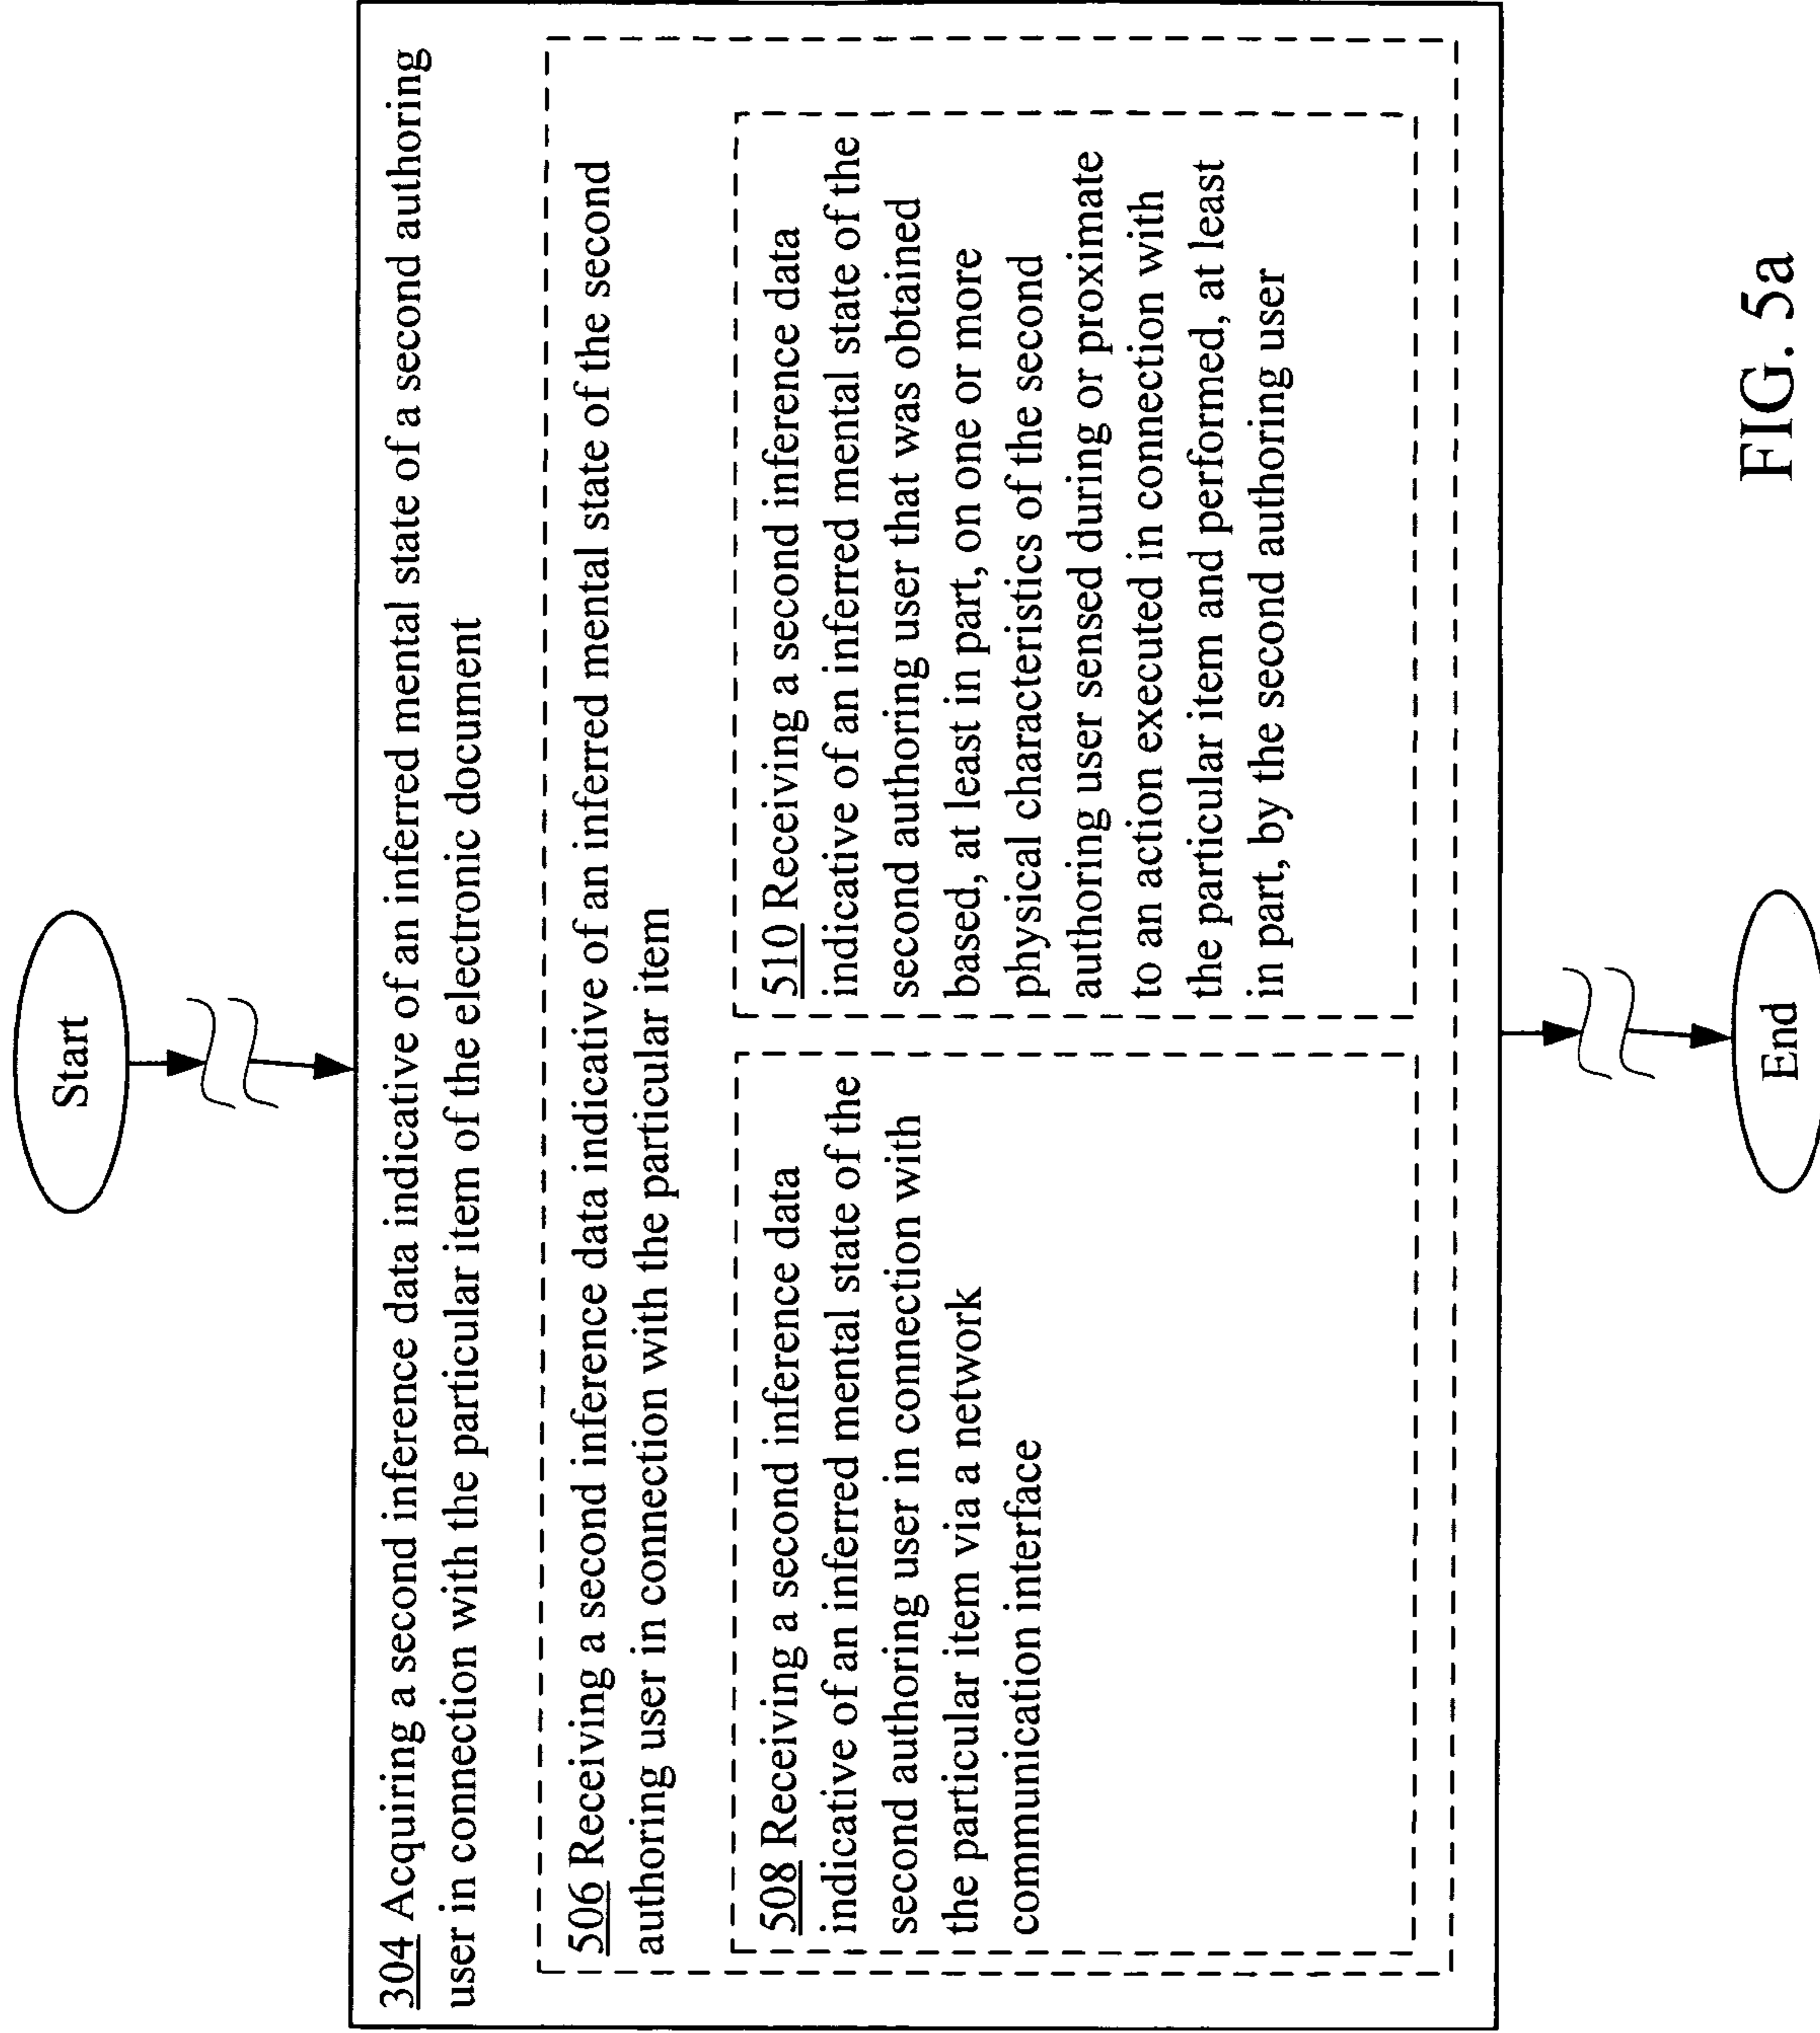 Start
304 Acquiring a second inference data indicative of an inferred mental state of a second authoring
user in connection with the particular item of the electronic document
506 Receiving a second inference data indicative of an inferred mental state of the second
authoring user in connection with the particular item
508 Receiving a second inference data
indicative of an inferred mental state of the
second authoring user in connection with
the particular item via a network
communication interface
510 Receiving a second inference data
indicative of an inferred mental state of the
second authoring user that was obtained
based, at least in part, on one or more
physical characteristics of the second
authoring user sensed during or proximate
to an action executed in connection with
the particular item and performed, at least
in part, by the second authoring user
End
FIG. 5a